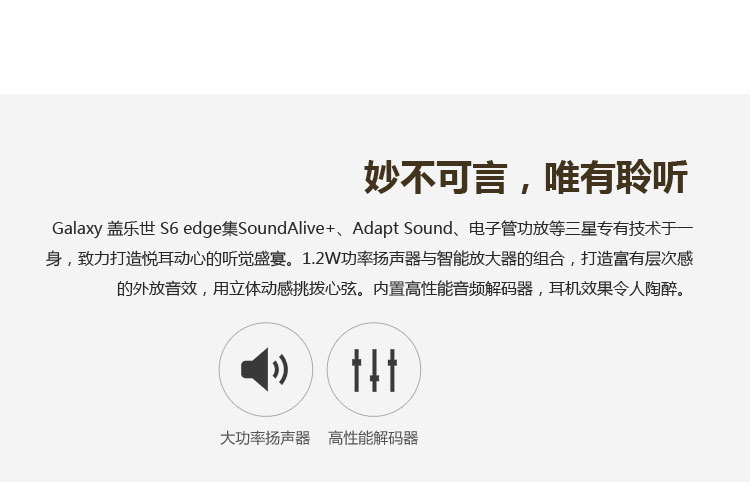 妙不可言，唯有聆听
Galaxy 盖乐世 S6 edge集SoundAlive+、Adapt Sound、电子管功放等三星专有技术于一
身，致力打造悦耳动心的听觉盛宴。1.2W功率扬声器与智能放大器的组合，打造富有层次感
的外放音效，用立体动感挑拨心弦。内置高性能音频解码器，耳机效果令人陶醉。
大功率扬声器 高性能解码器